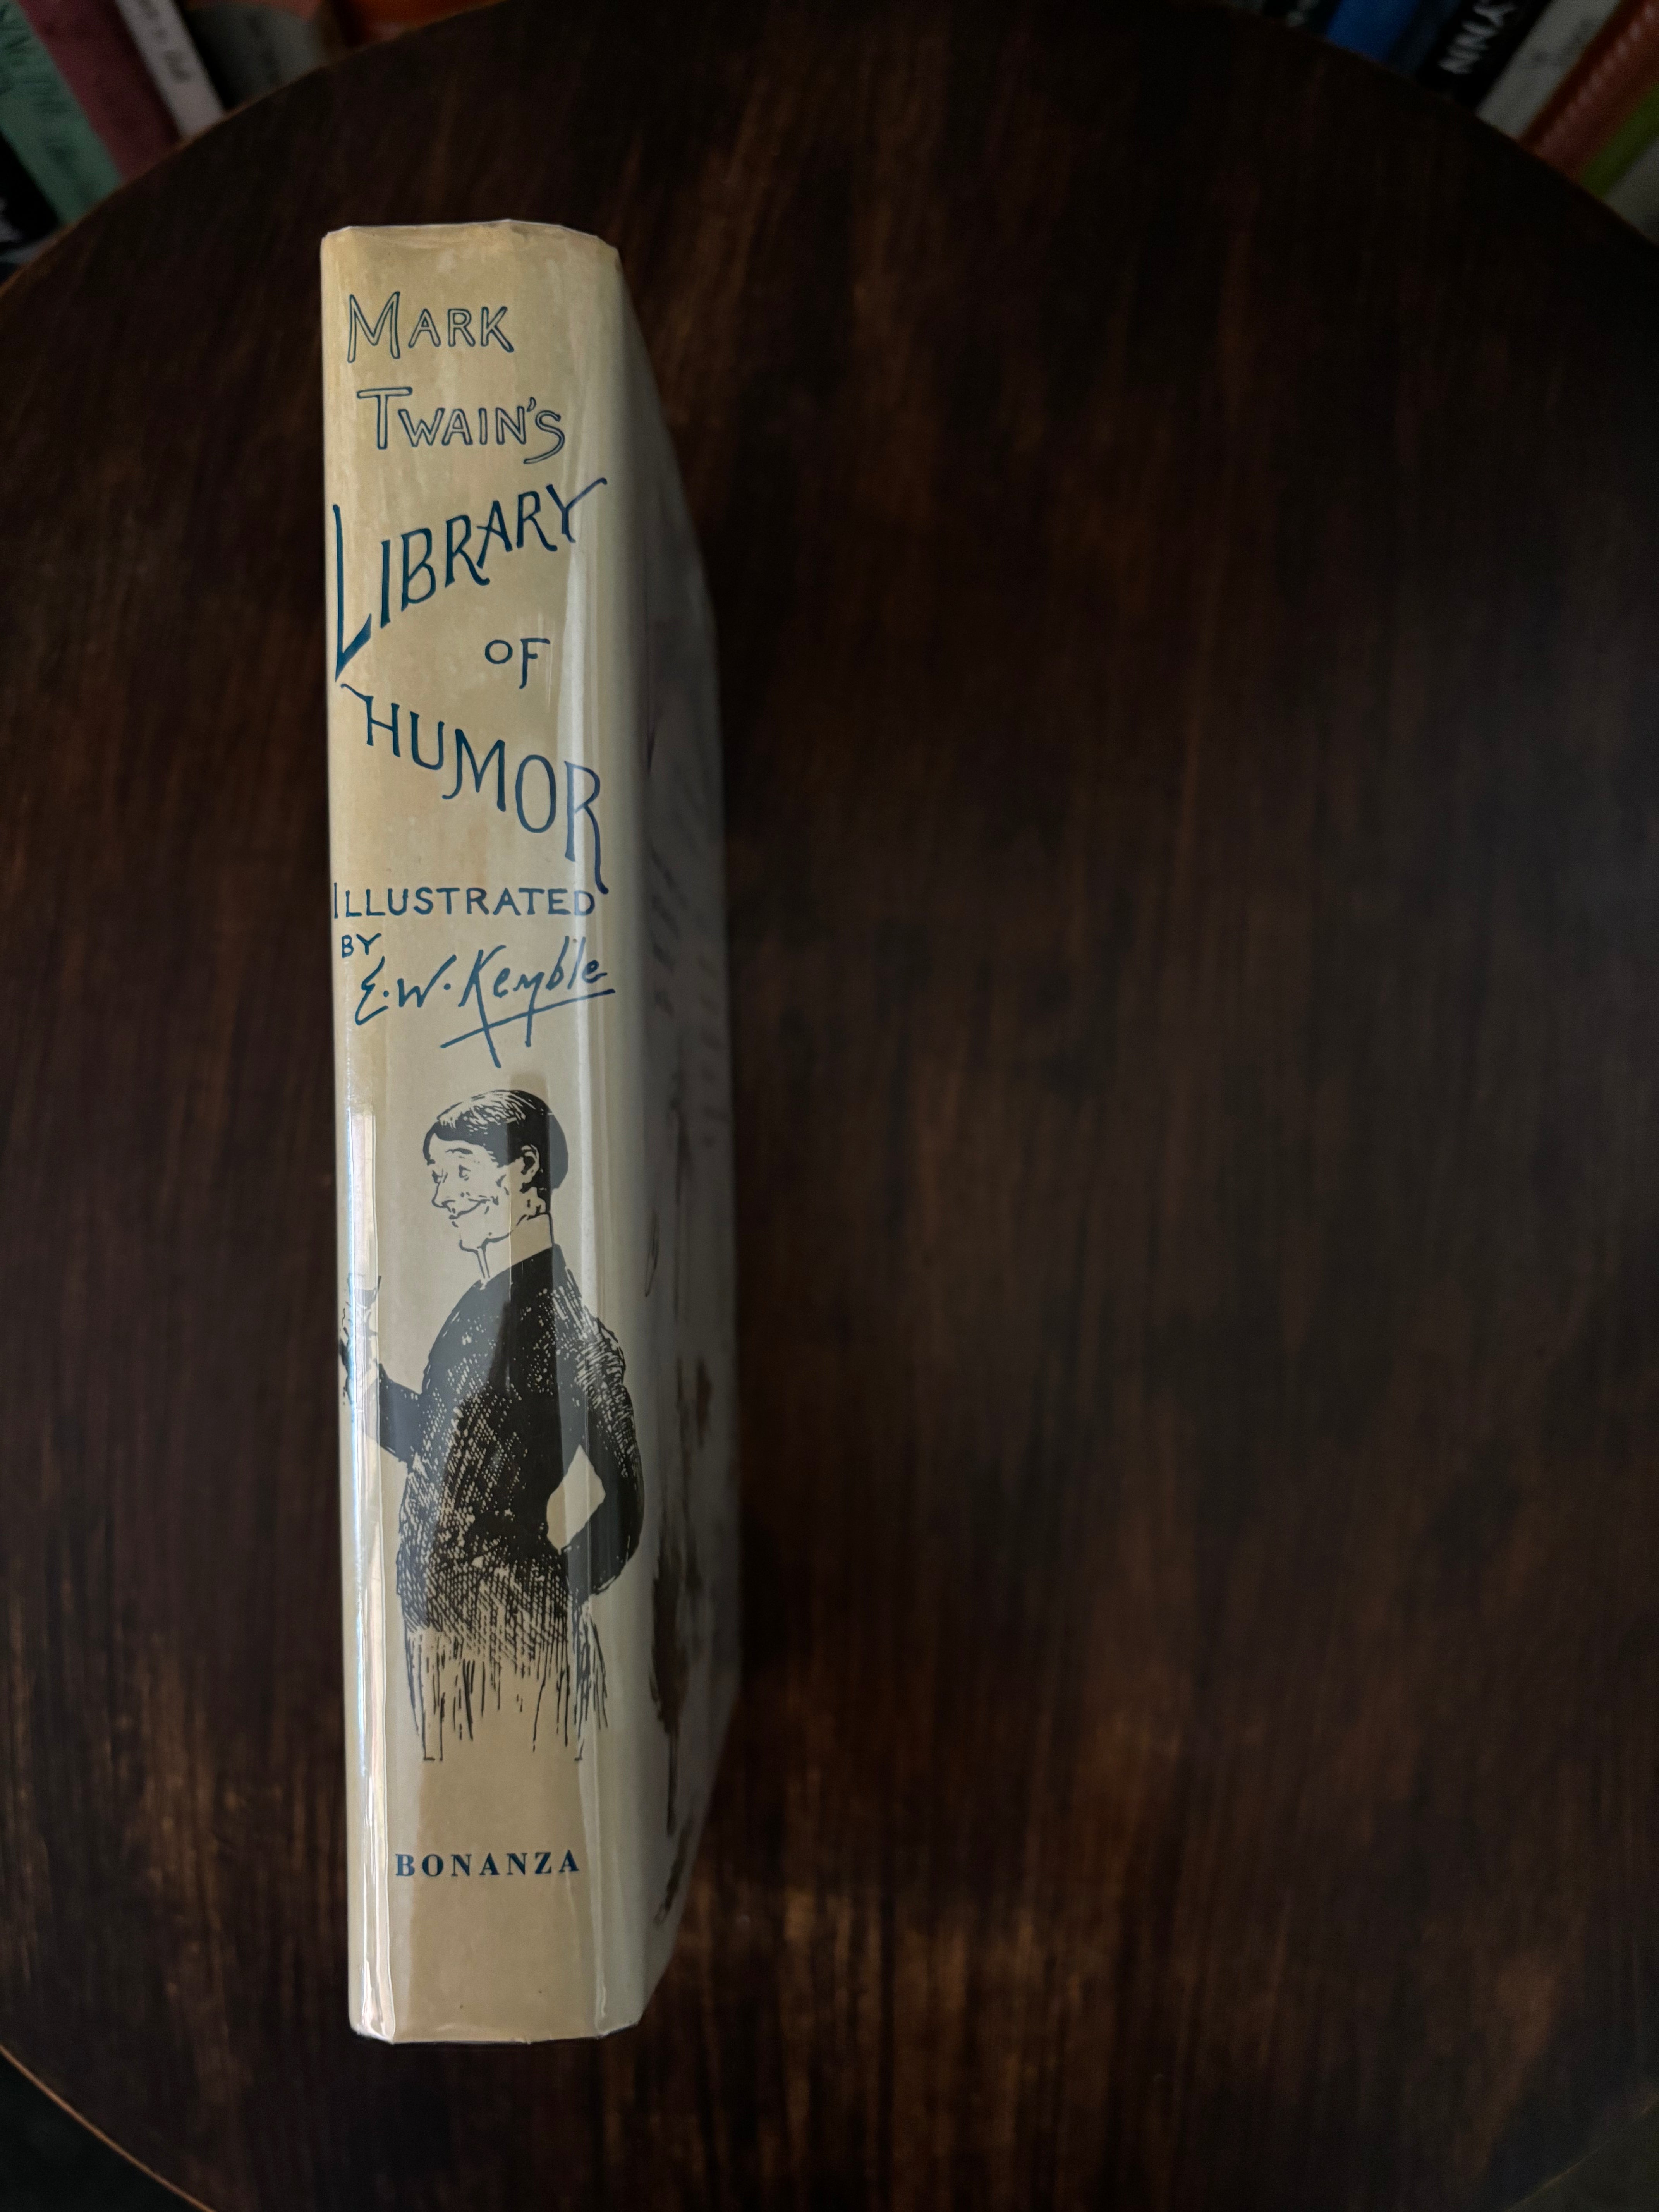 MARK
TWAIN'S
LIBRARY
OF
HUMOR
ILLUSTRATED
BY
E.W.Kemble
BONANZA